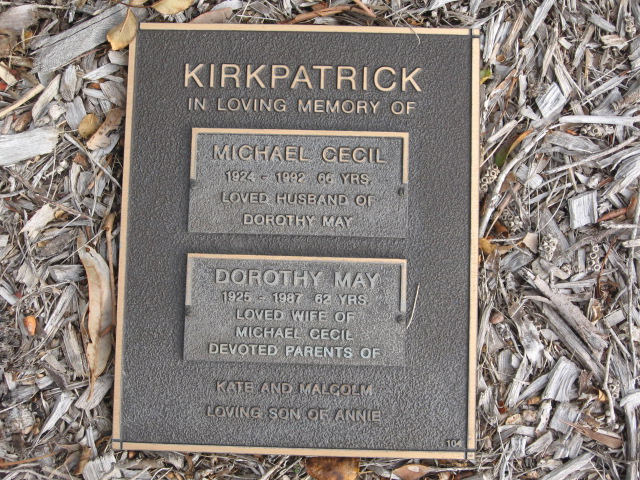 KIRKPATRICK
IN LOVING MEMORY OF
MICHAEL CECIL
1924 - 1992 66 YRS.
LOVED HUSBAND OF
DOROTHY MAY
DOROTHY MAY
1925 - 1987 62 YRS.
LOVED WIFE OF
MICHAEL CECIL
DEVOTED PARENTS OF
KATE AND MALCOLM
LOVING SON OF ANNIE
104